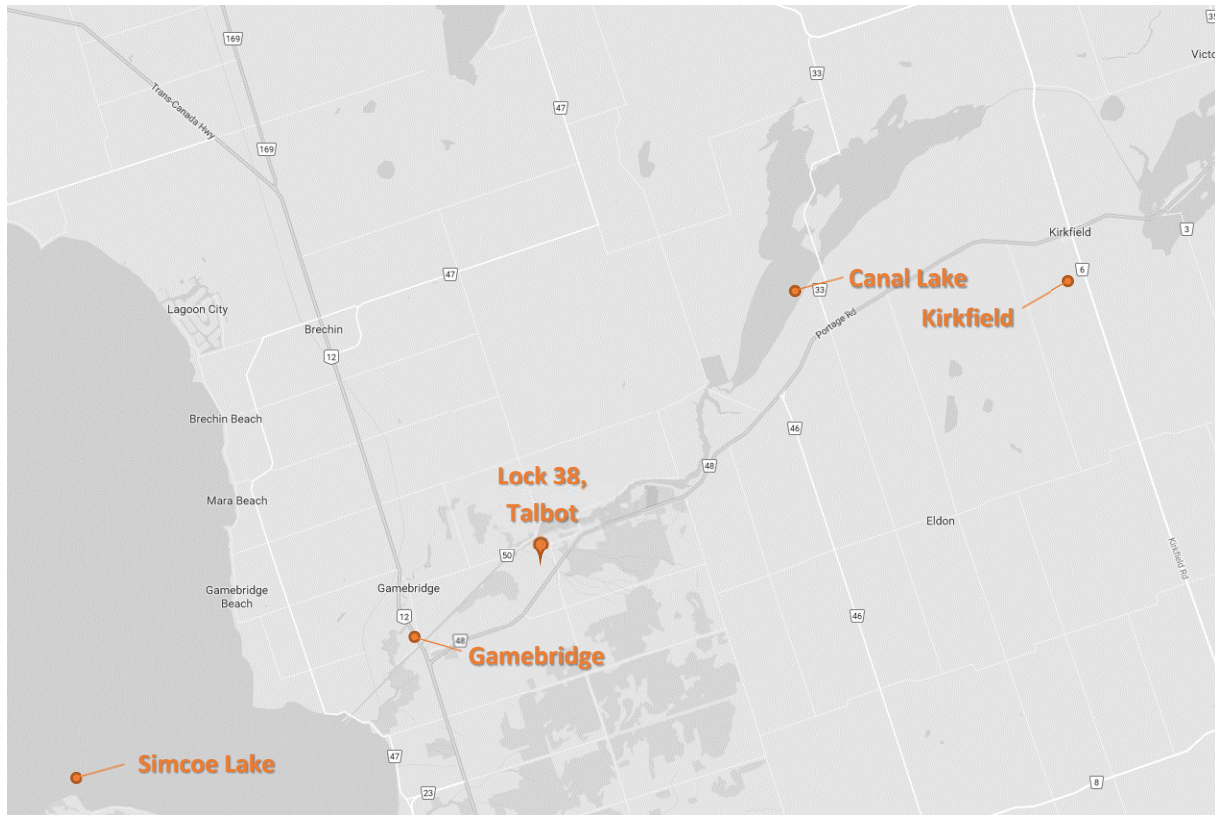 169
33
35
Victo
Trans-Canada Hwy
47
169
Kirkfield
3
47
Canal Lake
33
6
Kirkfield
Lagoon City
Brechin
Portage Rd
12
Brechin Beach
46
48
Lock 38,
Talbot
Mara Beach
Eldon
50
Kirkfield Rd
Gamebridge
Gamebridge
Beach
12
46
48
Gamebridge
47
Simcoe Lake
8
23